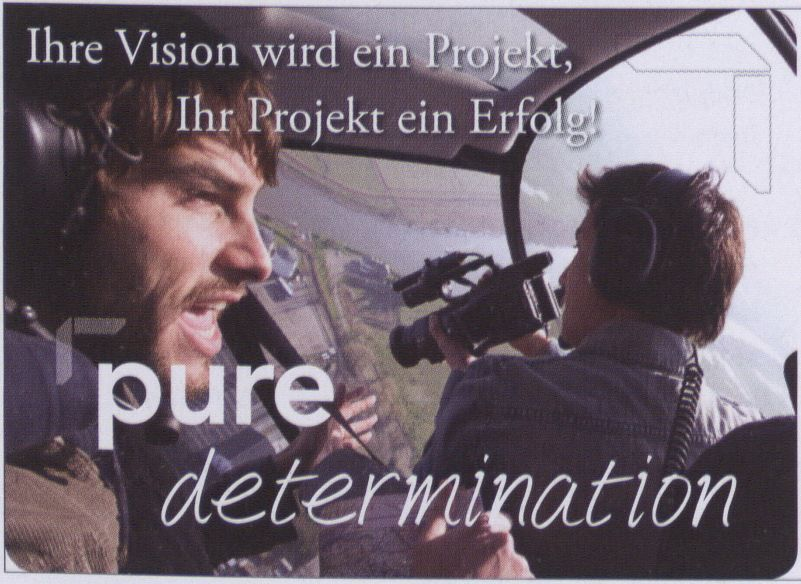 Ihre Vision wird ein Projekt,
Ihr Projekt ein Erfolg!
pure
determination